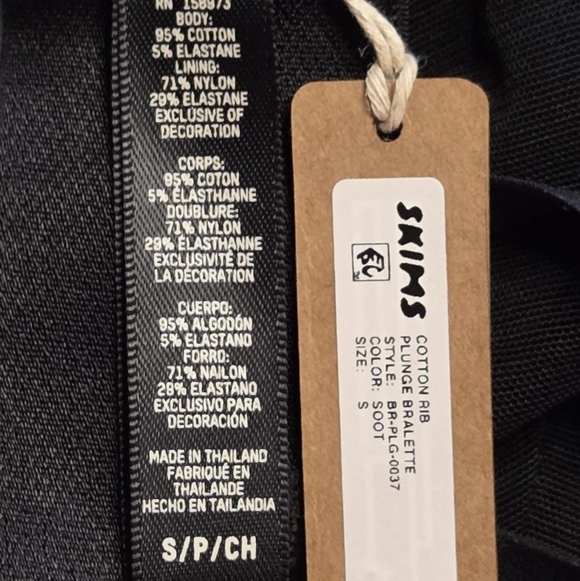 RN 158973
BODY:
95% COTTON
5% ELASTANE
LINING:
71% NYLON
29% ELASTANE
EXCLUSIVE OF
DECORATION
CORPS:
95% COTON
5% ÉLASTHANNE
DOUBLURE:
71% NYLON
29% ÉLASTHANNE
EXCLUSIVITÉ DE
LA DÉCORATION
CUERPO:
95% ALGODÓN
5% ELASTANO
FORRO:
71% NAILON
29% ELASTANO
EXCLUSIVO PARA
DECORACIÓN
MADE IN THAILAND
FABRIQUÉ EN
THAÏLANDE
HECHO EN TAILANDIA
S/P/CH
SKIMS
EC
COTTON RIB
PLUNGE BRALETTE
STYLE: BR-PLG-0037
COLOR: SOOT
SIZE: S